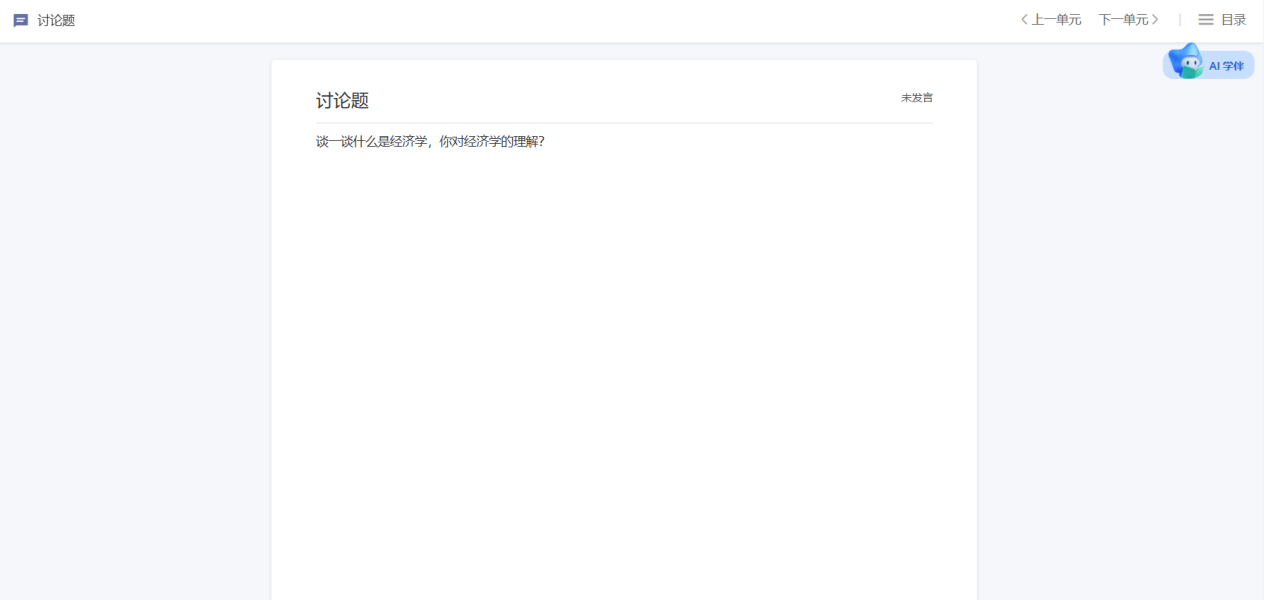 讨论题
上一单元 下一单元 目录
AI 学伴
讨论题
未发言
谈一谈什么是经济学，你对经济学的理解？